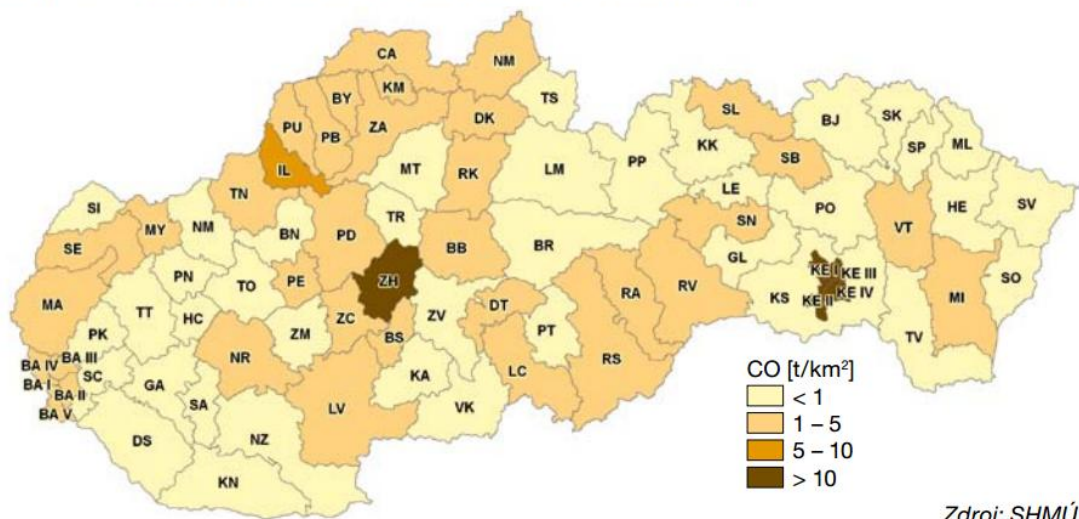 CA
NM
BY
KM
TS
PU
PB
ZA
DK
SL
BJ
SK
ML
SP
KK
IL
MT
RK
LM
PP
SB
TN
LE
PO
HE
SV
SI
MY
NM
BN
TR
SE
PD
BB
BR
SN
VT
PN
TO
PE
ZH
GL
KE I
KE III
SO
MA
TT
HC
ZC
DT
RA
RV
KS
KE II
KE IV
MI
PK
ZM
ZV
PT
BS
TV
BA IV
BA III
NR
RS
BA I
SC
GA
KA
LC
BA II
SA
LV
VK
BA V
DS
NZ
KN
CO [t/km²]
< 1
1 – 5
5 – 10
> 10
Zdroj: SHMÚ